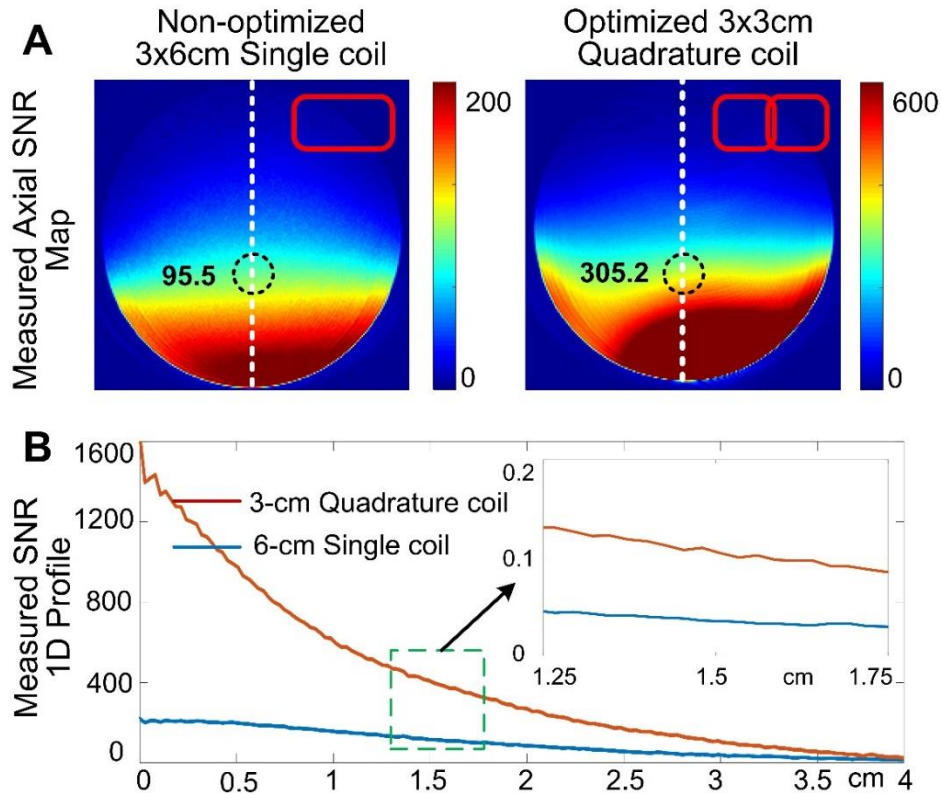 A
Non-optimized
3x6cm Single coil
Optimized 3x3cm
Quadrature coil
Measured Axial SNR
Map
95.5
200
0
305.2
600
0
B
Measured SNR
1D Profile
1600
1200
800
400
0
3-cm Quadrature coil
6-cm Single coil
0.2
0.1
0
1.25
1.5
cm
1.75
0
0.5
1
1.5
2
2.5
3
3.5
cm
4